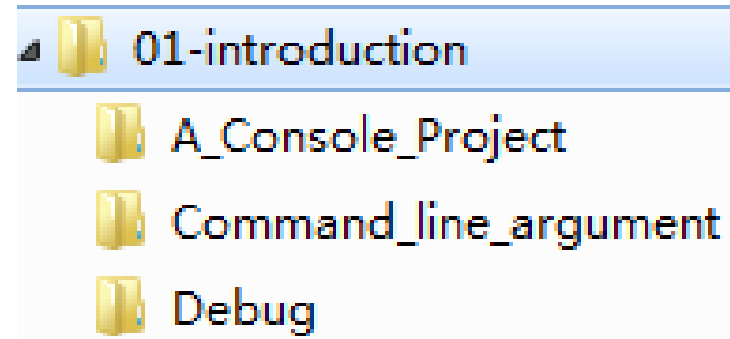 01-introduction
A_Console_Project
Command_line_argument
Debug